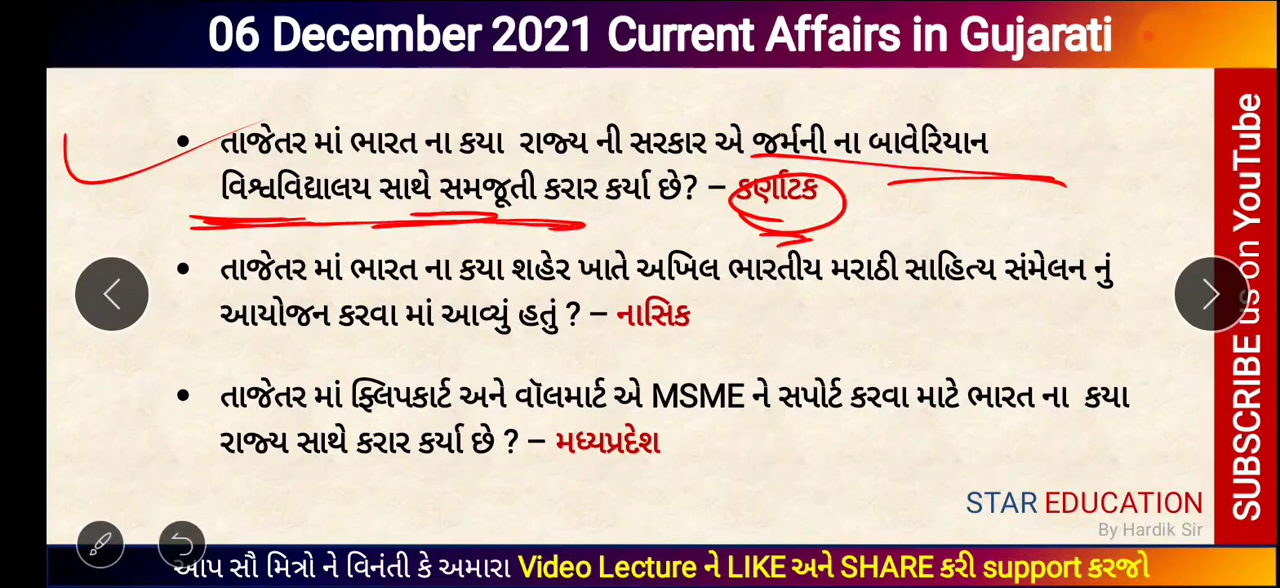 06 December 2021 Current Affairs in Gujarati
• તાજેતર માં ભારત ના કયા રાજ્ય ની સરકાર એ જર્મની ના બાવેરિયાન
વિશ્વવિદ્યાલય સાથે સમજૂતી કરાર કર્યા છે? – કર્ણાટક
• તાજેતર માં ભારત ના કયા શહેર ખાતે અખિલ ભારતીય મરાઠી સાહિત્ય સંમેલન નું
આયોજન કરવા માં આવ્યું હતું ? – નાસિક
• તાજેતર માં ફ્લિપકાર્ટ અને વૉલમાર્ટ એ MSME ને સપોર્ટ કરવા માટે ભારત ના કયા
રાજ્ય સાથે કરાર કર્યા છે ? – મધ્યપ્રદેશ
STAR EDUCATION
By Hardik Sir
SUBSCRIBE us on YouTube
આપ સૌ મિત્રો ને વિનંતી કે અમારા Video Lecture ને LIKE અને SHARE કરી support કરજો